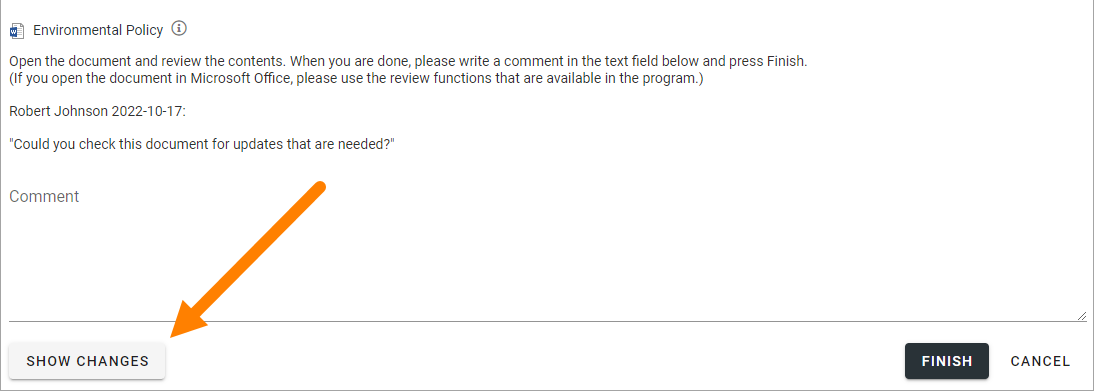 Environmental Policy
Open the document and review the contents. When you are done, please write a comment in the text field below and press Finish.
(If you open the document in Microsoft Office, please use the review functions that are available in the program.)
Robert Johnson 2022-10-17:
"Could you check this document for updates that are needed?"
Comment
SHOW CHANGES FINISH CANCEL